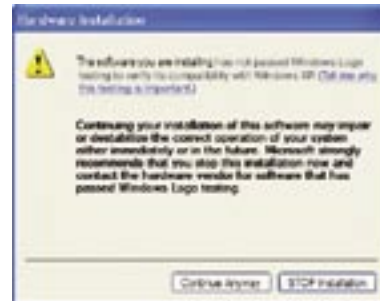 Hardware Installation
The software you are installing has not passed Windows Logo
testing to verify its compatibility with Windows XP. (Tell me why
this testing is important.)
Continuing your installation of this software may impair
or destabilize the correct operation of your system
either immediately or in the future. Microsoft strongly
recommends that you stop this installation now and
contact the hardware vendor for software that has
passed Windows Logo testing.
Continue Anyway
STOP Installation